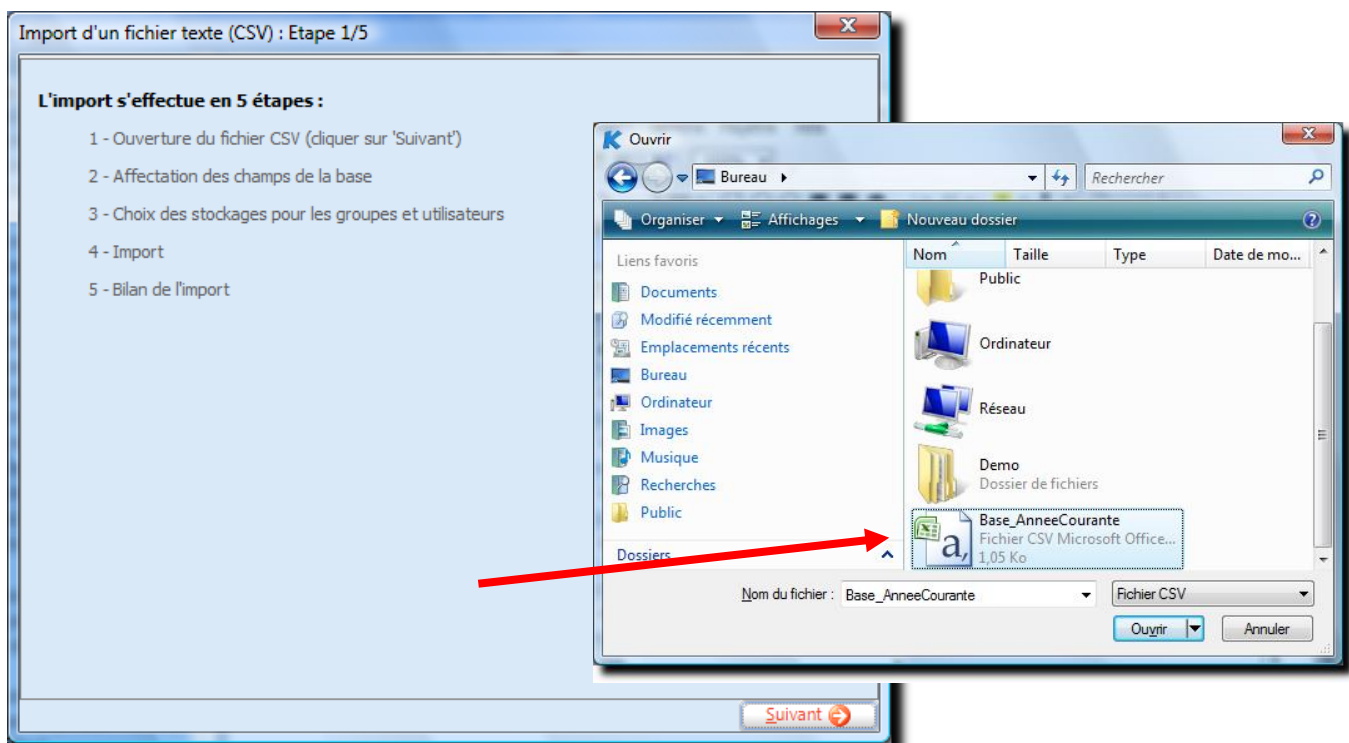 Import d'un fichier texte (CSV) : Etape 1/5
L'import s'effectue en 5 étapes :
1 - Ouverture du fichier CSV (cliquer sur 'Suivant')
2 - Affectation des champs de la base
3 - Choix des stockages pour les groupes et utilisateurs
4 - Import
5 - Bilan de l'import
Suivant
Ouvrir
Bureau
Rechercher
Organiser Affichages Nouveau dossier
Liens favoris
Documents
Modifié récemment
Emplacements récents
Bureau
Ordinateur
Images
Musique
Recherches
Public
Dossiers
Nom Taille Type Date de mo...
Public
Ordinateur
Réseau
Demo
Dossier de fichiers
Base_AnneeCourante
Fichier CSV Microsoft Office...
1,05 Ko
Nom du fichier : Base_AnneeCourante Fichier CSV
Ouvrir Annuler